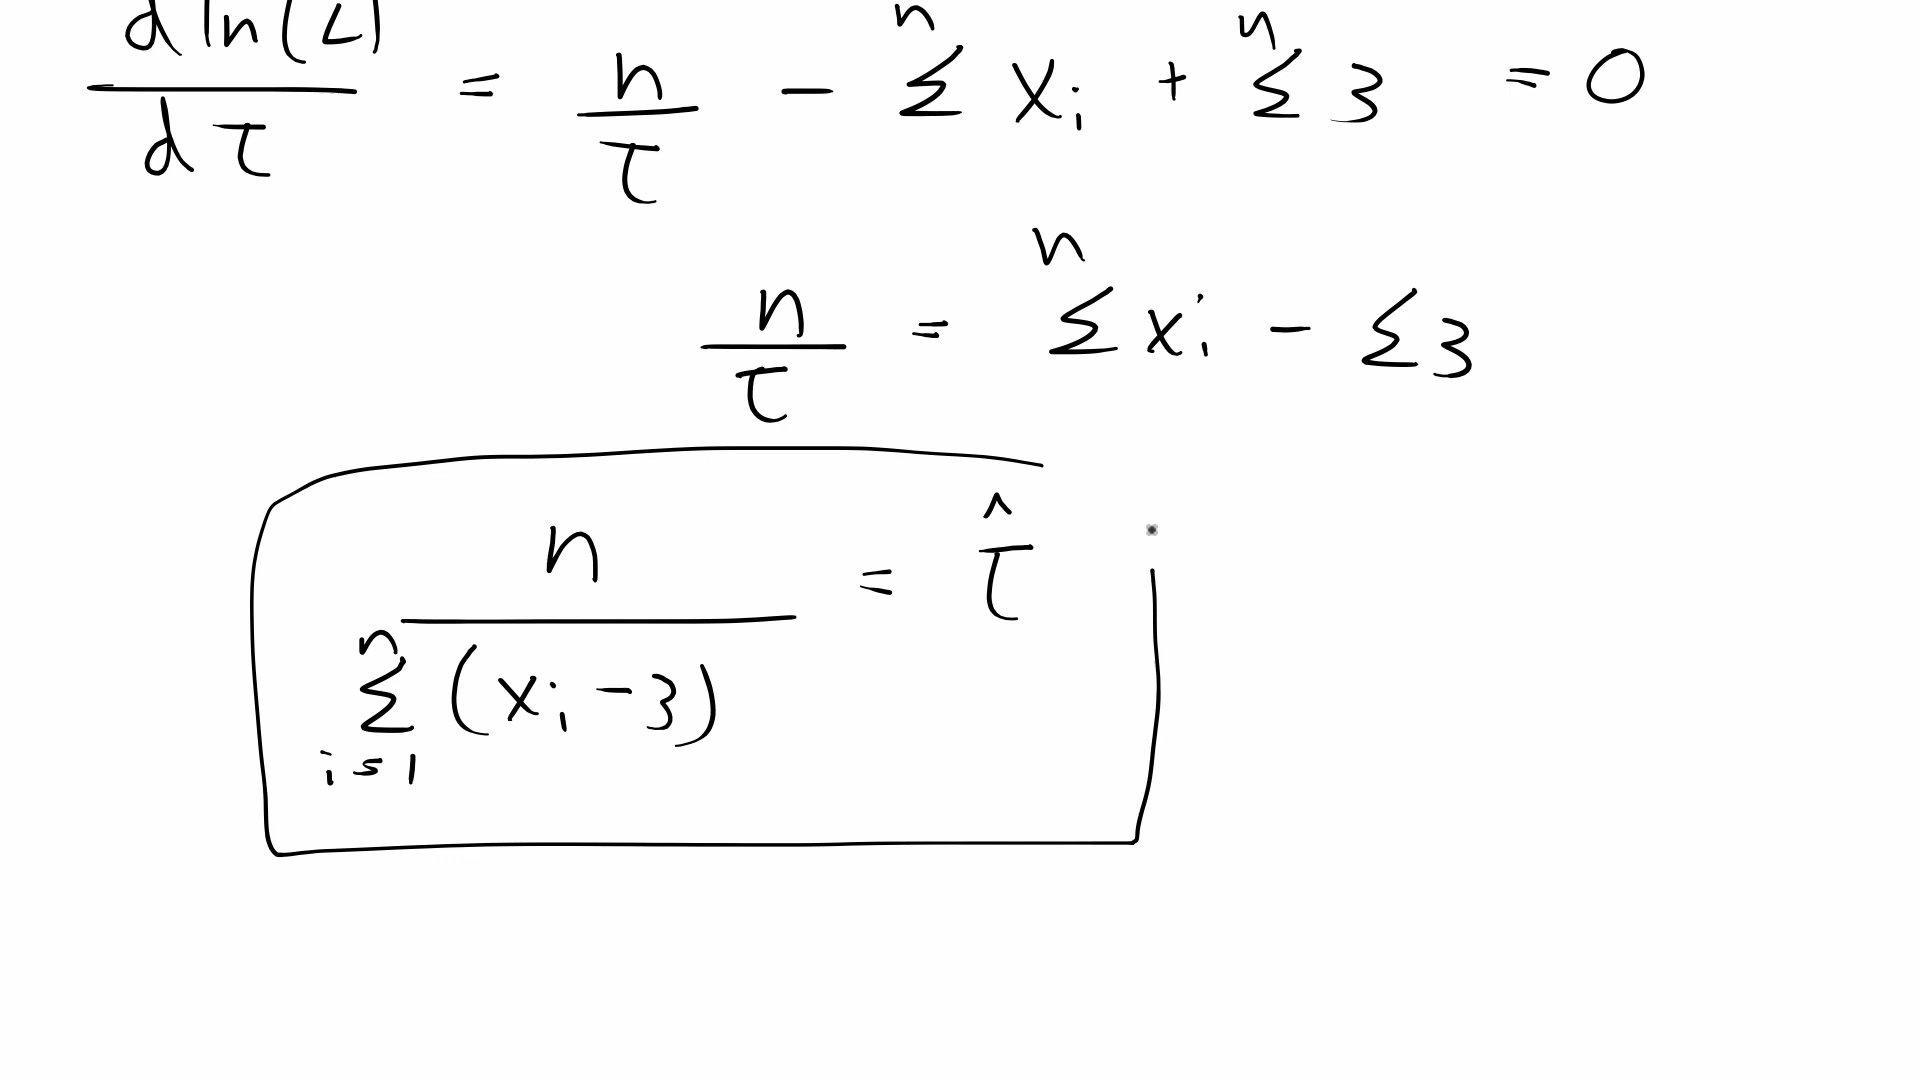 d ln(L) / dτ = n/τ - Σ^n x_i + Σ^n 3 = 0
n/τ = Σ^n x_i - Σ 3
n / Σ_{i=1}^n (x_i - 3) = τ̂